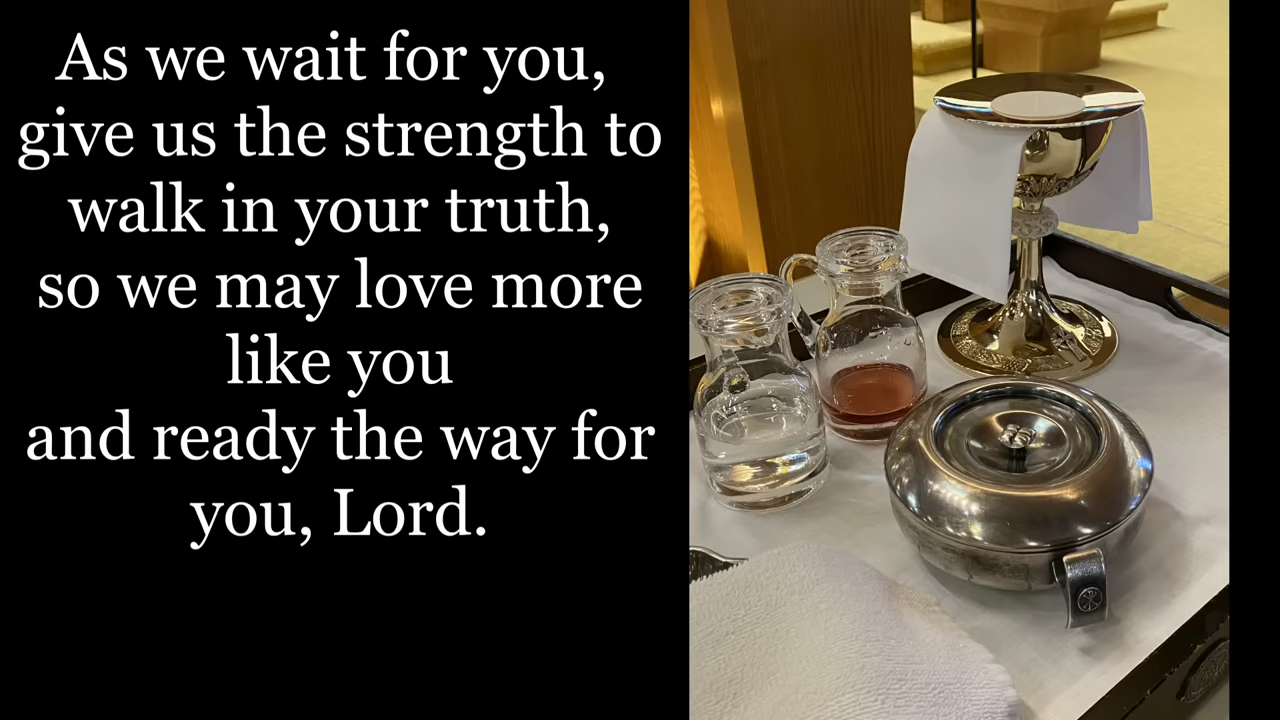 As we wait for you,
give us the strength to
walk in your truth,
so we may love more
like you
and ready the way for
you, Lord.